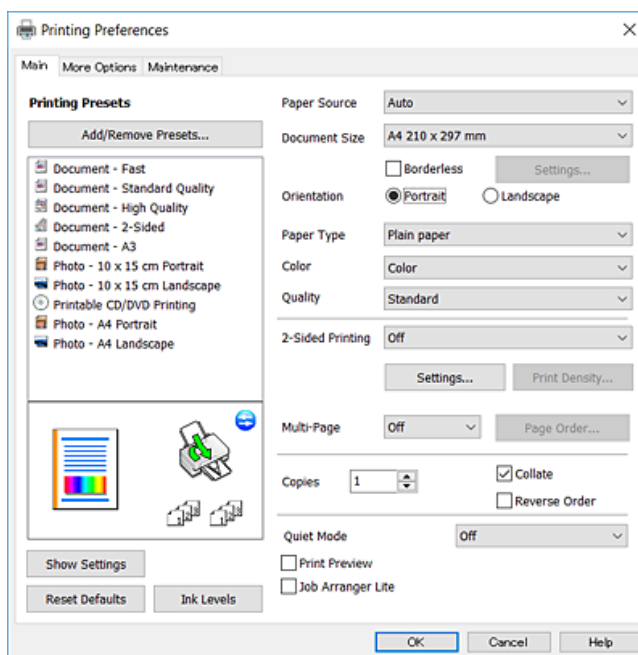 Printing Preferences
Main More Options Maintenance
Printing Presets
Add/Remove Presets...
Document - Fast
Document - Standard Quality
Document - High Quality
Document - 2-Sided
Document - A3
Photo - 10 x 15 cm Portrait
Photo - 10 x 15 cm Landscape
Printable CD/DVD Printing
Photo - A4 Portrait
Photo - A4 Landscape
Show Settings
Reset Defaults Ink Levels
Paper Source Auto
Document Size A4 210 x 297 mm
Borderless Settings...
Orientation Portrait Landscape
Paper Type Plain paper
Color Color
Quality Standard
2-Sided Printing Off
Settings... Print Density...
Multi-Page Off Page Order...
Copies 1 Collate
Reverse Order
Quiet Mode Off
Print Preview
Job Arranger Lite
OK Cancel Help